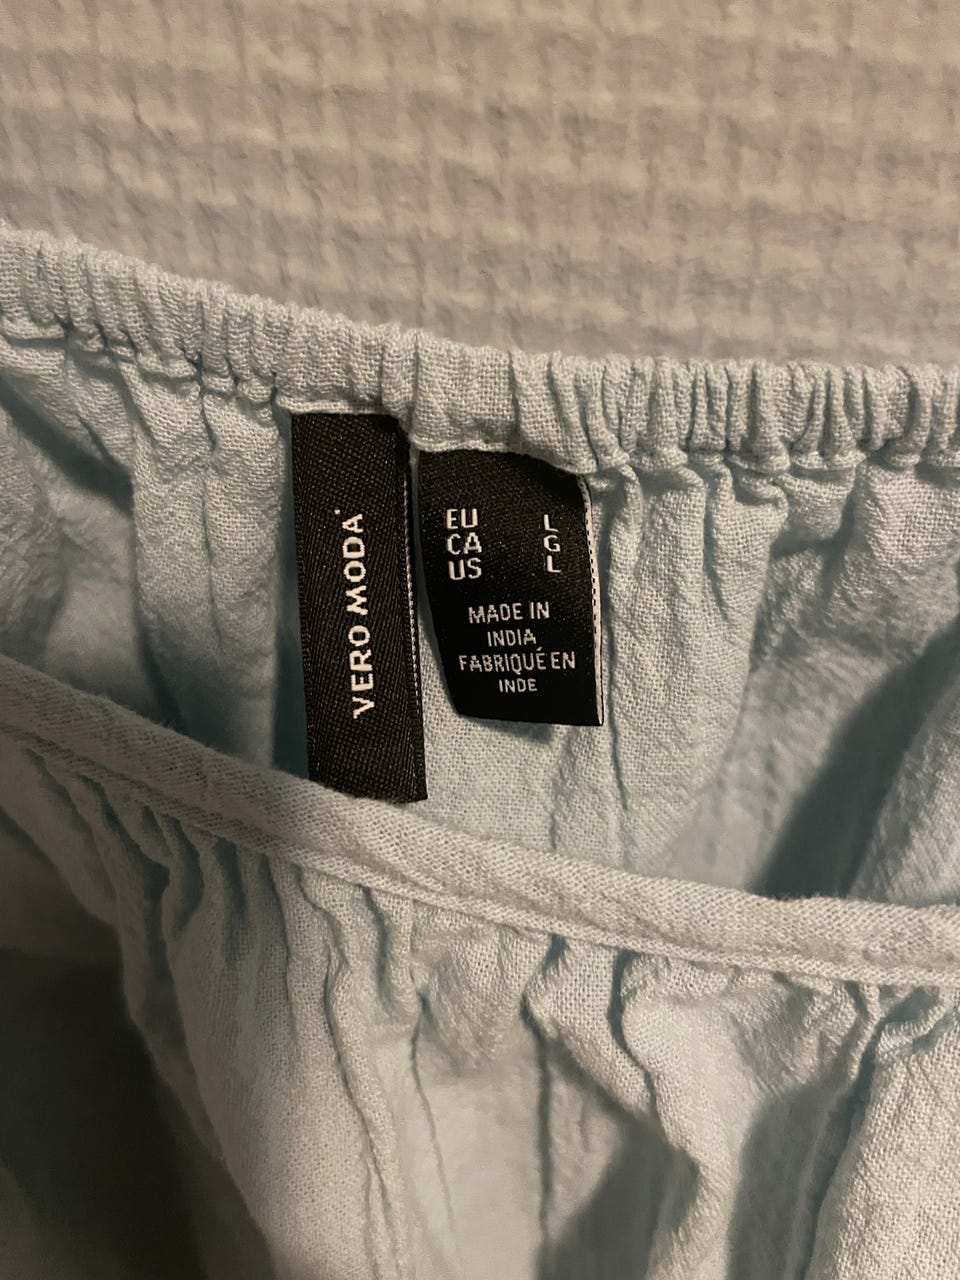 VERO MODA
EU L
CA G
US L
MADE IN
INDIA
FABRIQUÉ EN
INDE